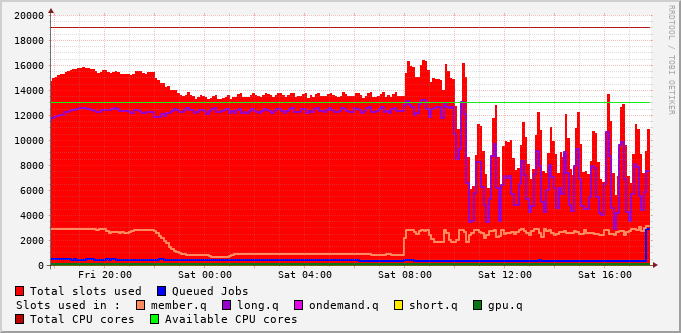 20000
18000
16000
14000
12000
10000
8000
6000
4000
2000
0
Fri 20:00 Sat 00:00 Sat 04:00 Sat 08:00 Sat 12:00 Sat 16:00
RRDTOOL / TOBI OETIKER
Total slots used Queued Jobs
Slots used in : member.q long.q ondemand.q short.q gpu.q
Total CPU cores Available CPU cores